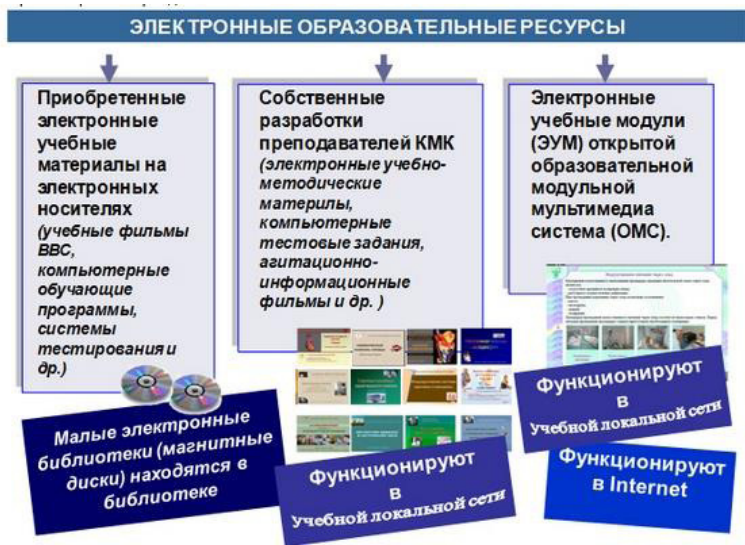 ЭЛЕКТРОННЫЕ ОБРАЗОВАТЕЛЬНЫЕ РЕСУРСЫ
Приобретенные
электронные
учебные
материалы на
электронных
носителях
(учебные фильмы
BBC,
компьютерные
обучающие
программы,
системы
тестирования и
др.)
Малые электронные
библиотеки (магнитные
диски) находятся в
библиотеке
Собственные
разработки
преподавателей КМК
(электронные учебно-
методические
материлы,
компьютерные
тестовые задания,
агитационно-
информационные
фильмы и др. )
Функционируют
в
Учебной локальной сети
Электронные
учебные модули
(ЭУМ) открытой
образовательной
модульной
мультимедиа
система (ОМС).
Функционируют
в
Учебной локальной сети
Функционируют
в Internet